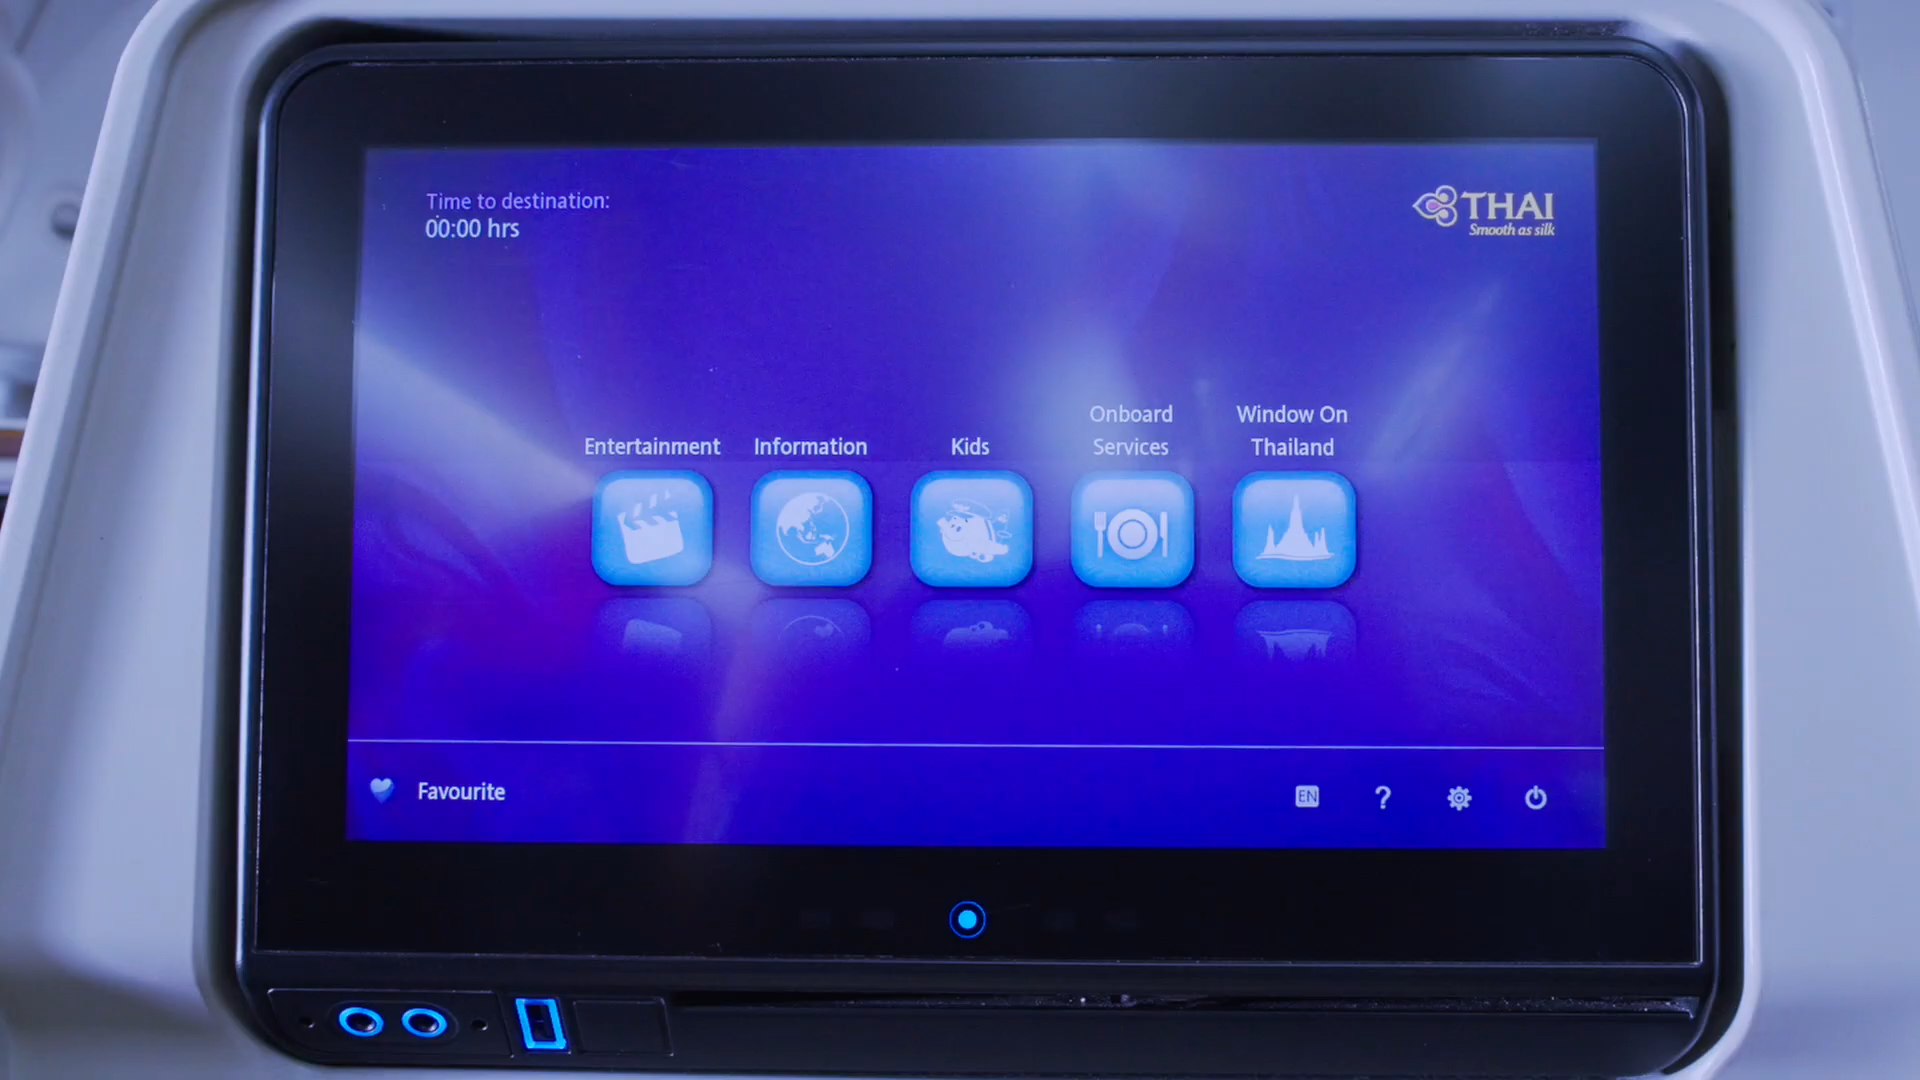 Time to destination:
00:00 hrs
THAI
Smooth as silk
Entertainment
Information
Kids
Onboard
Services
Window On
Thailand
Favourite
EN
?